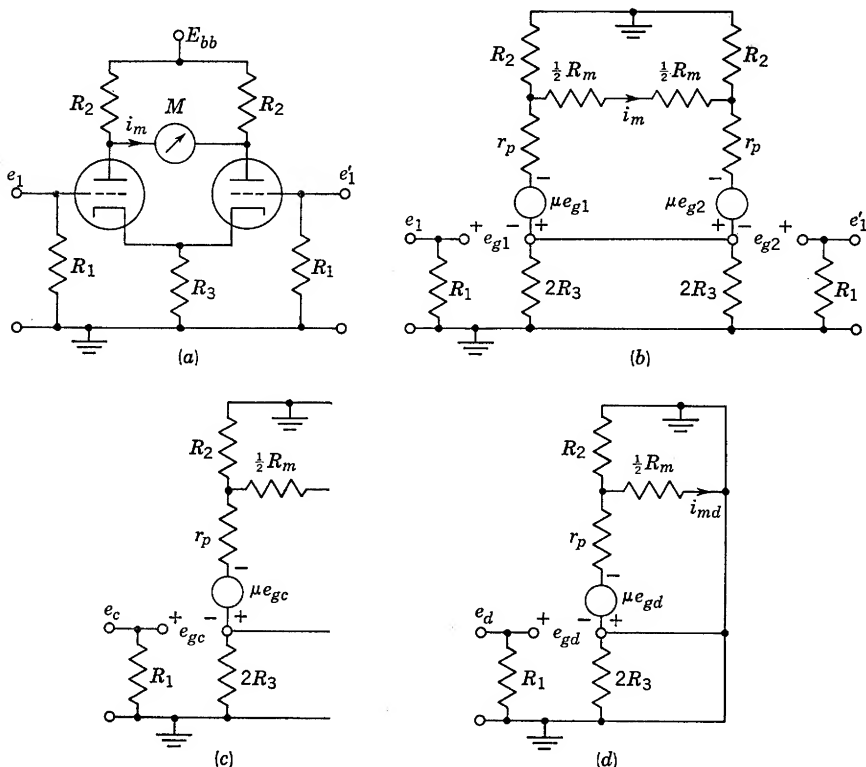 E_bb
R_2
M
R_2
i_m
e_1
e'_1
R_1
R_3
R_1
(a)
R_2
½R_m
½R_m
R_2
i_m
r_p
r_p
−
−
μe_g1
μe_g2
e_1
+
e_g1
−
+
+
−
e_g2
+
e'_1
R_1
2R_3
2R_3
R_1
(b)
R_2
½R_m
r_p
−
μe_gc
e_c
+
e_gc
−
+
R_1
2R_3
(c)
R_2
½R_m
i_md
r_p
−
μe_gd
e_d
+
e_gd
−
+
R_1
2R_3
(d)